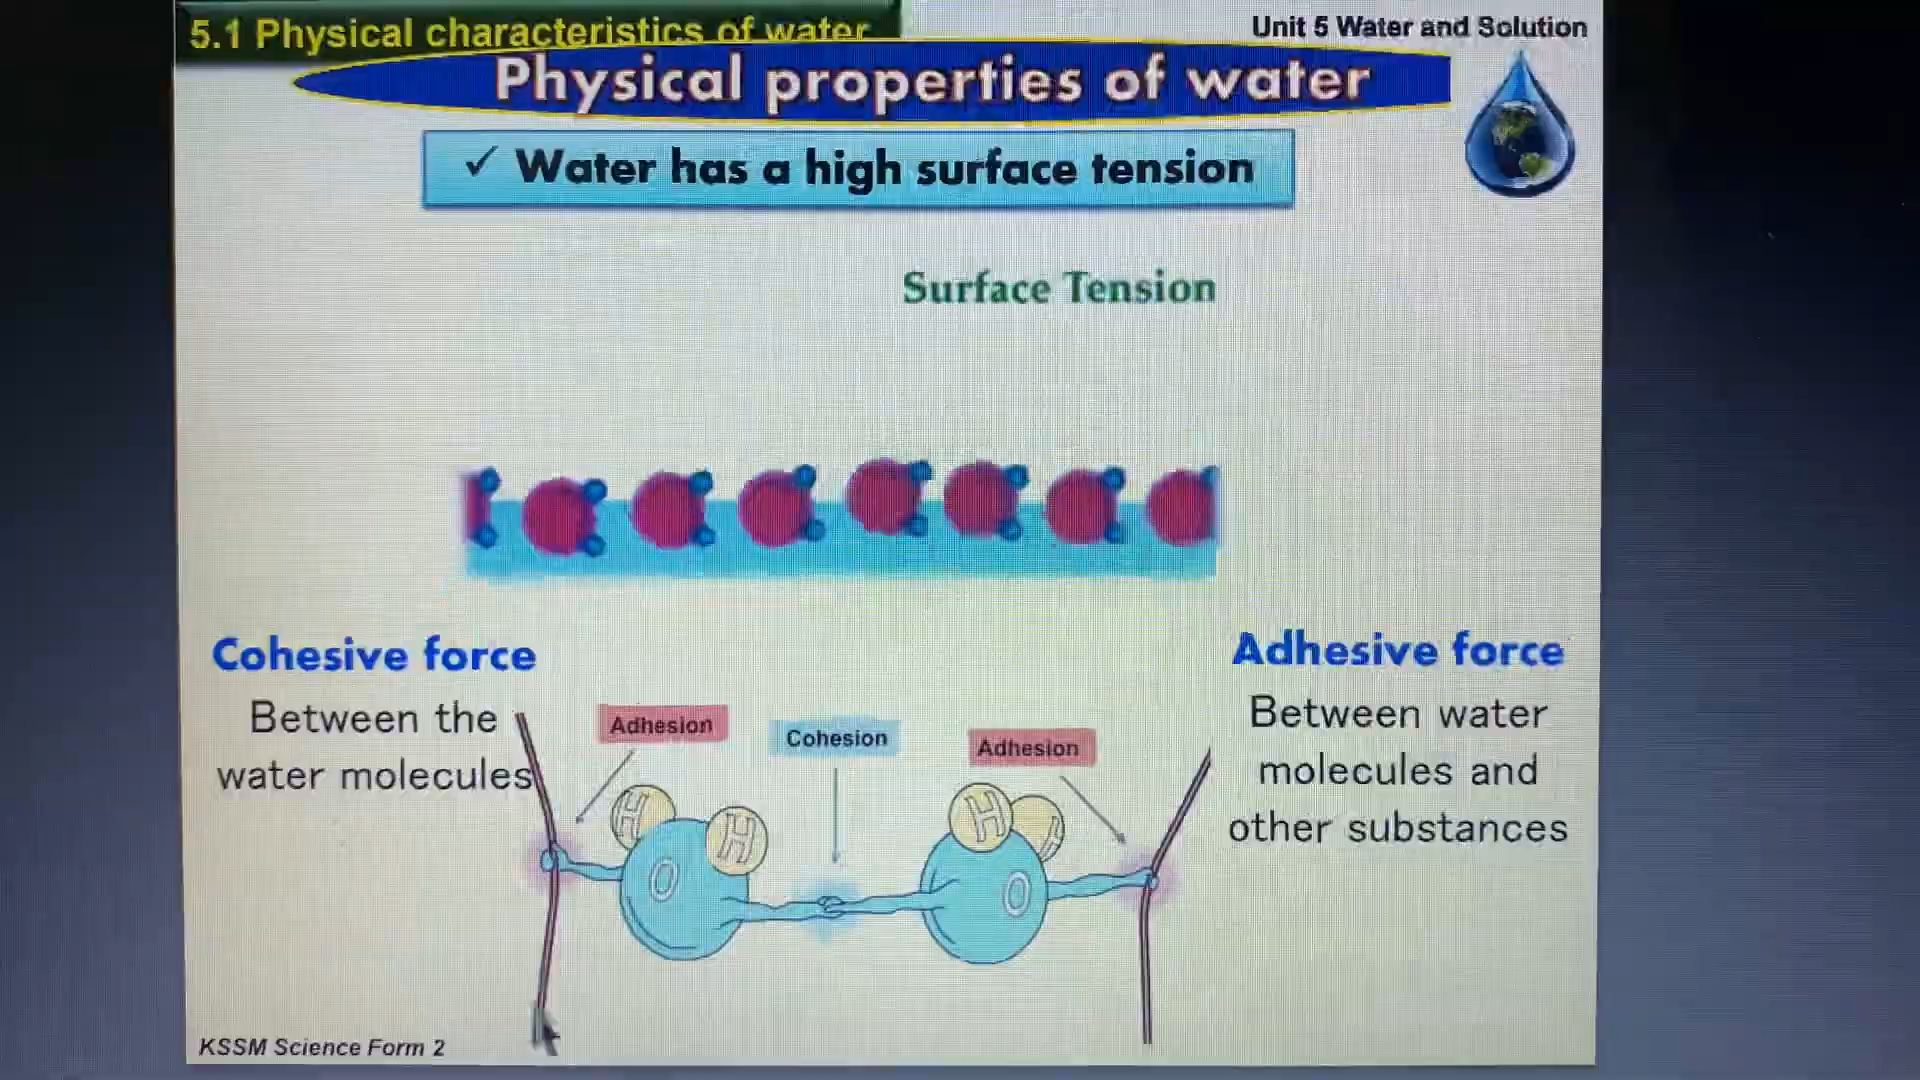 5.1 Physical characteristics of water
Unit 5 Water and Solution
Physical properties of water
✓ Water has a high surface tension
Surface Tension
Cohesive force
Between the
water molecules
Adhesion
Cohesion
Adhesion
H
H
O
H
H
O
Adhesive force
Between water
molecules and
other substances
KSSM Science Form 2